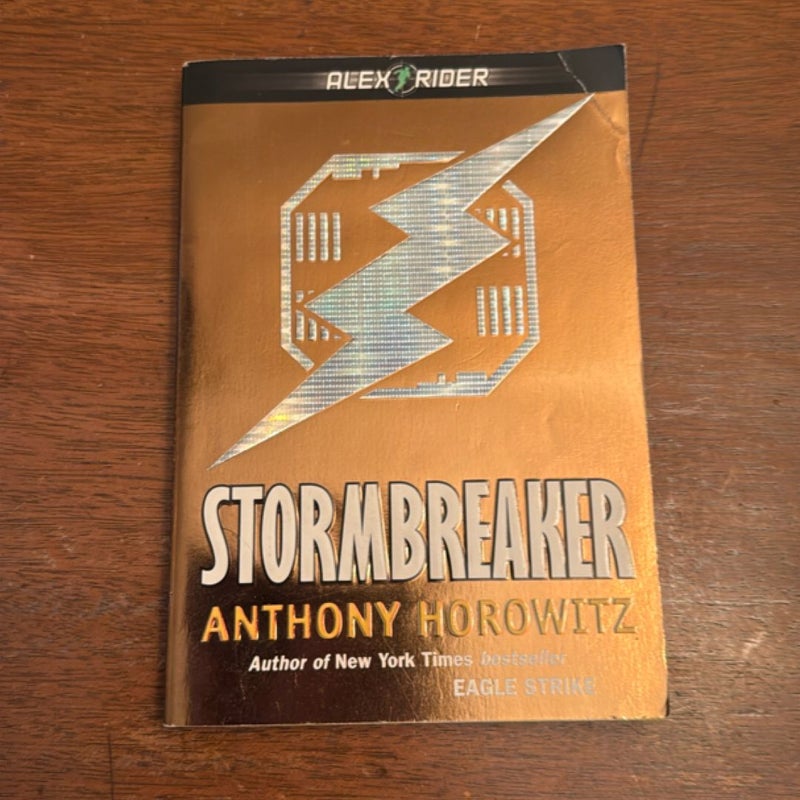 ALEX RIDER
STORMBREAKER
ANTHONY HOROWITZ
Author of New York Times bestseller
EAGLE STRIKE